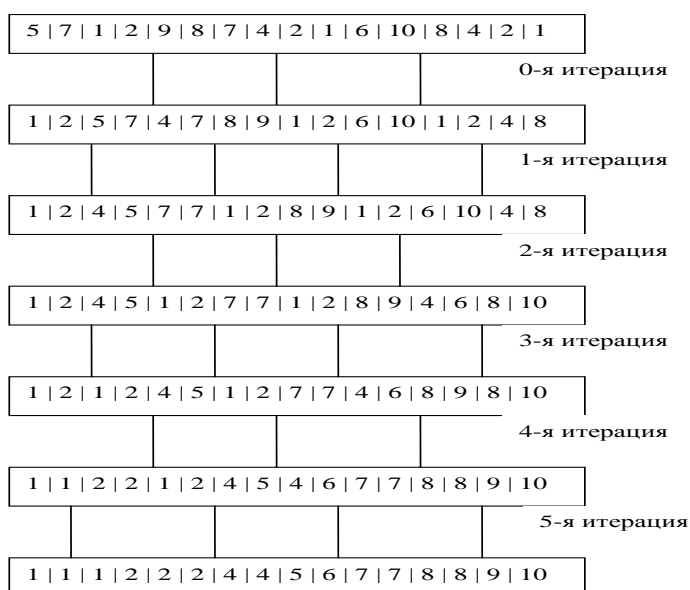 5 | 7 | 1 | 2 | 9 | 8 | 7 | 4 | 2 | 1 | 6 | 10 | 8 | 4 | 2 | 1
0-я итерация
1 | 2 | 5 | 7 | 4 | 7 | 8 | 9 | 1 | 2 | 6 | 10 | 1 | 2 | 4 | 8
1-я итерация
1 | 2 | 4 | 5 | 7 | 7 | 1 | 2 | 8 | 9 | 1 | 2 | 6 | 10 | 4 | 8
2-я итерация
1 | 2 | 4 | 5 | 1 | 2 | 7 | 7 | 1 | 2 | 8 | 9 | 4 | 6 | 8 | 10
3-я итерация
1 | 2 | 1 | 2 | 4 | 5 | 1 | 2 | 7 | 7 | 4 | 6 | 8 | 9 | 8 | 10
4-я итерация
1 | 1 | 2 | 2 | 1 | 2 | 4 | 5 | 4 | 6 | 7 | 7 | 8 | 8 | 9 | 10
5-я итерация
1 | 1 | 1 | 2 | 2 | 2 | 4 | 4 | 5 | 6 | 7 | 7 | 8 | 8 | 9 | 10